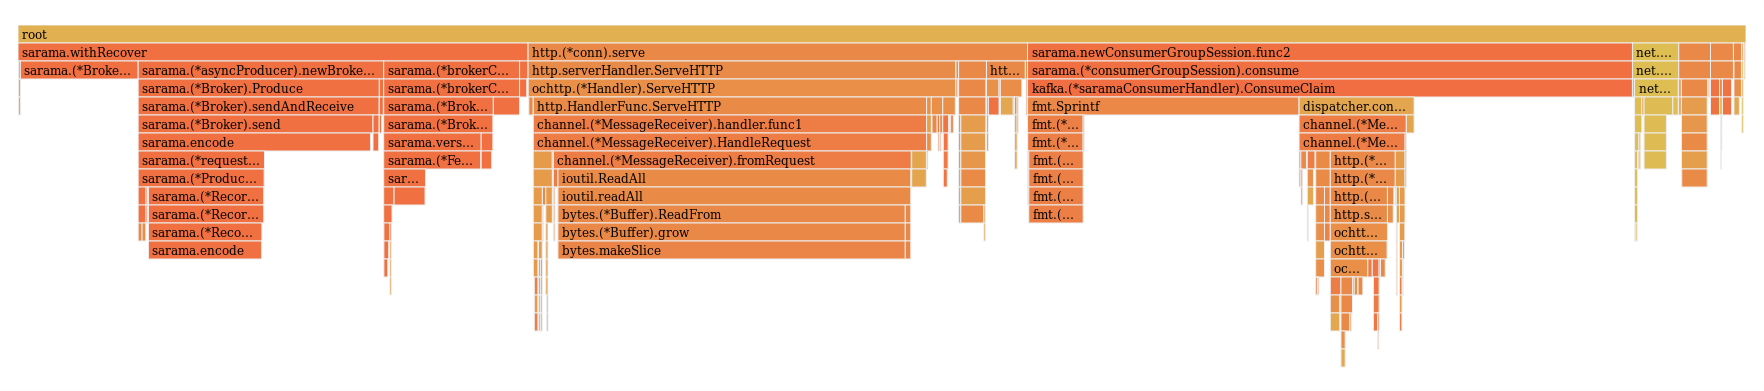 root
sarama.withRecover http.(*conn).serve sarama.newConsumerGroupSession.func2 net....
sarama.(*Broke... sarama.(*asyncProducer).newBroke... sarama.(*brokerC... http.serverHandler.ServeHTTP htt... sarama.(*consumerGroupSession).consume net....
sarama.(*Broker).Produce sarama.(*brokerC... ochttp.(*Handler).ServeHTTP kafka.(*saramaConsumerHandler).ConsumeClaim net...
sarama.(*Broker).sendAndReceive sarama.(*Brok... http.HandlerFunc.ServeHTTP fmt.Sprintf dispatcher.con...
sarama.(*Broker).send sarama.(*Brok... channel.(*MessageReceiver).handler.func1 fmt.(*... channel.(*Me...
sarama.encode sarama.vers... channel.(*MessageReceiver).HandleRequest fmt.(*... channel.(*Me...
sarama.(*request... sarama.(*Fe... channel.(*MessageReceiver).fromRequest fmt.(... http.(*...
sarama.(*Produc... sar... ioutil.ReadAll fmt.(... http.(*...
sarama.(*Recor... ioutil.readAll fmt.(... http.(...
sarama.(*Recor... bytes.(*Buffer).ReadFrom fmt.(... http.s...
sarama.(*Reco... bytes.(*Buffer).grow ochtt...
sarama.encode bytes.makeSlice ochtt...
oc...